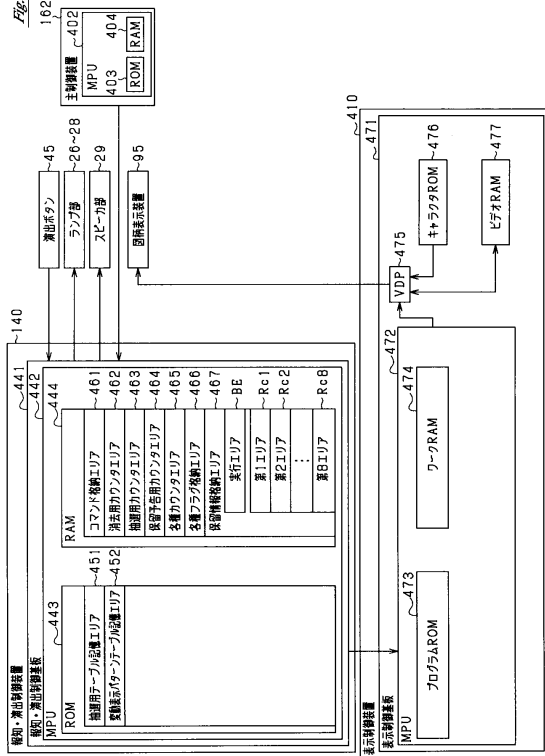 Fig.
140
報知・演出制御装置
441
報知・演出制御基板
442
MPU
443
ROM
抽選用テーブル記憶エリア
451
変動表示パターンテーブル記憶エリア
452
444
RAM
コマンド格納エリア
461
消去用カウンタエリア
462
抽選用カウンタエリア
463
保留予告用カウンタエリア
464
各種カウンタエリア
465
各種フラグ格納エリア
466
保留情報格納エリア
467
実行エリア
BE
第1エリア
Rc1
第2エリア
Rc2
第8エリア
Rc8
演出ボタン
45
ランプ部
26~28
スピーカ部
29
図柄表示装置
95
162
主制御装置
402
MPU
403
ROM
404
RAM
410
表示制御装置
471
表示制御基板
472
MPU
473
プログラムROM
474
ワークRAM
VDP
475
キャラクタROM
476
ビデオRAM
477